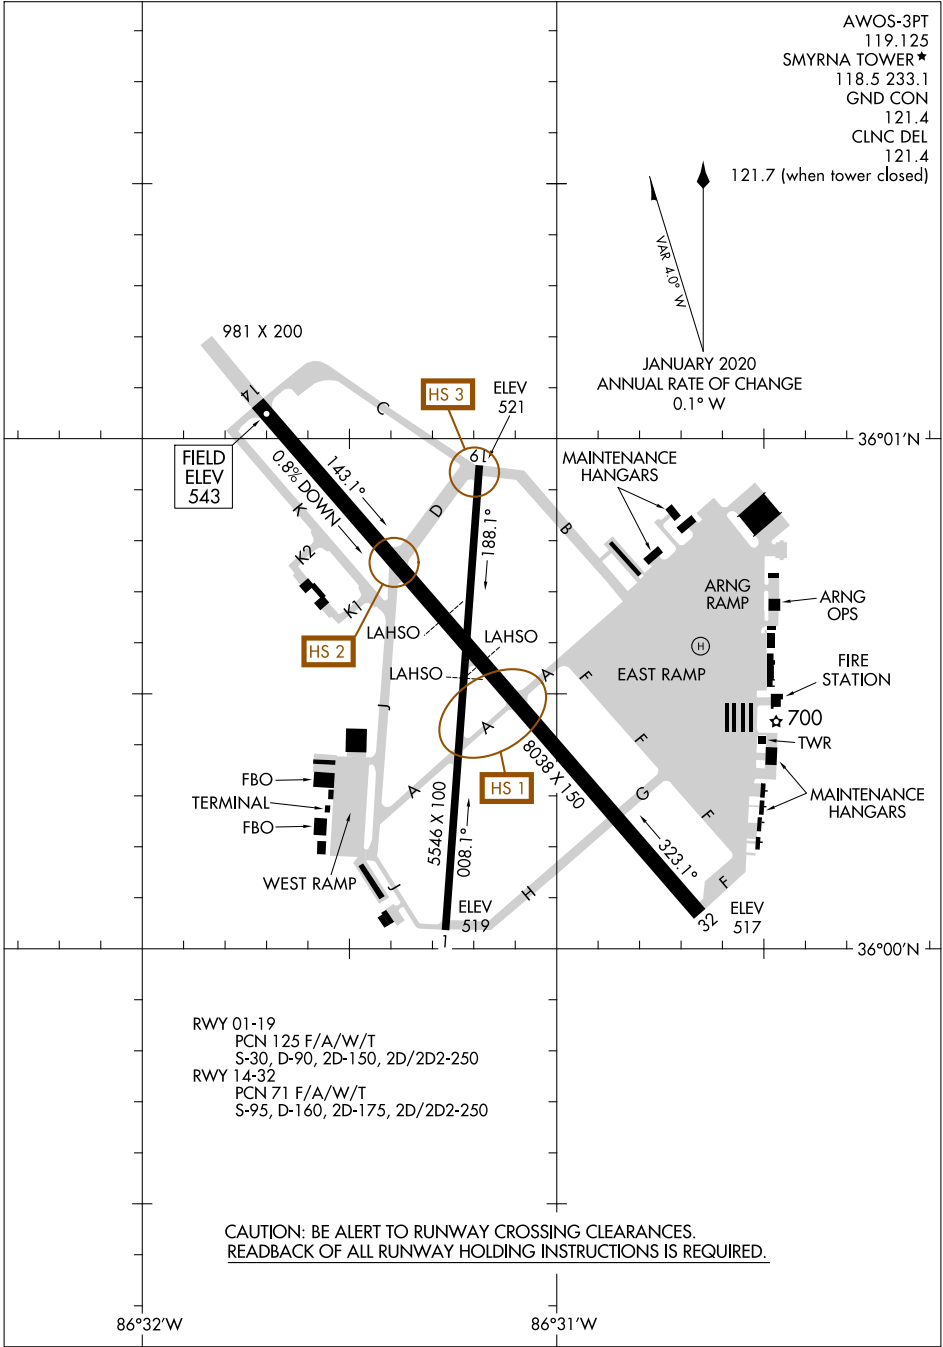 AWOS-3PT
119.125
SMYRNA TOWER★
118.5 233.1
GND CON
121.4
CLNC DEL
121.4
121.7 (when tower closed)
VAR 4.0° W
JANUARY 2020
ANNUAL RATE OF CHANGE
0.1° W
981 X 200
14
C
HS 3
ELEV
521
19
36°01'N
FIELD
ELEV
543
143.1°
0.8% DOWN
K
D
188.1°
B
MAINTENANCE
HANGARS
K2
K1
HS 2
LAHSO
LAHSO
LAHSO
ARNG
RAMP
ARNG
OPS
H
EAST RAMP
FIRE
STATION
700
TWR
MAINTENANCE
HANGARS
A
F
F
F
F
J
A
A
HS 1
8038 X 150
G
323.1°
FBO
TERMINAL
FBO
WEST RAMP
5546 X 100
008.1°
J
H
ELEV
519
1
32
ELEV
517
36°00'N
RWY 01-19
PCN 125 F/A/W/T
S-30, D-90, 2D-150, 2D/2D2-250
RWY 14-32
PCN 71 F/A/W/T
S-95, D-160, 2D-175, 2D/2D2-250
CAUTION: BE ALERT TO RUNWAY CROSSING CLEARANCES.
READBACK OF ALL RUNWAY HOLDING INSTRUCTIONS IS REQUIRED.
86°32'W
86°31'W